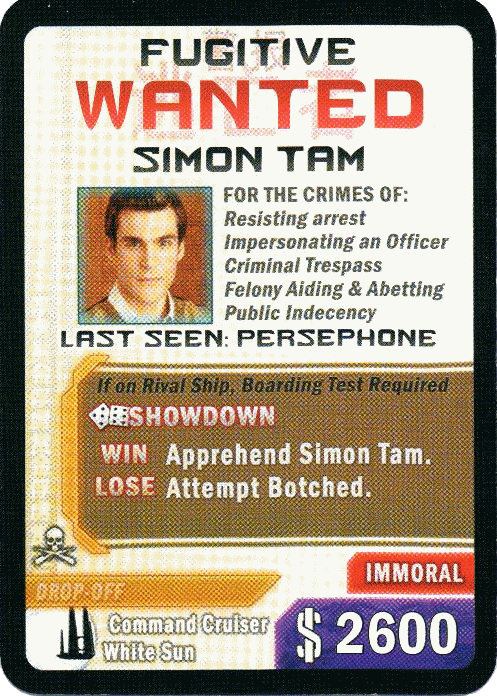 FUGITIVE
WANTED
SIMON TAM
FOR THE CRIMES OF:
Resisting arrest
Impersonating an Officer
Criminal Trespass
Felony Aiding & Abetting
Public Indecency
LAST SEEN: PERSEPHONE
If on Rival Ship, Boarding Test Required
SHOWDOWN
WIN Apprehend Simon Tam.
LOSE Attempt Botched.
IMMORAL
DROP-OFF
Command Cruiser
White Sun
$2600